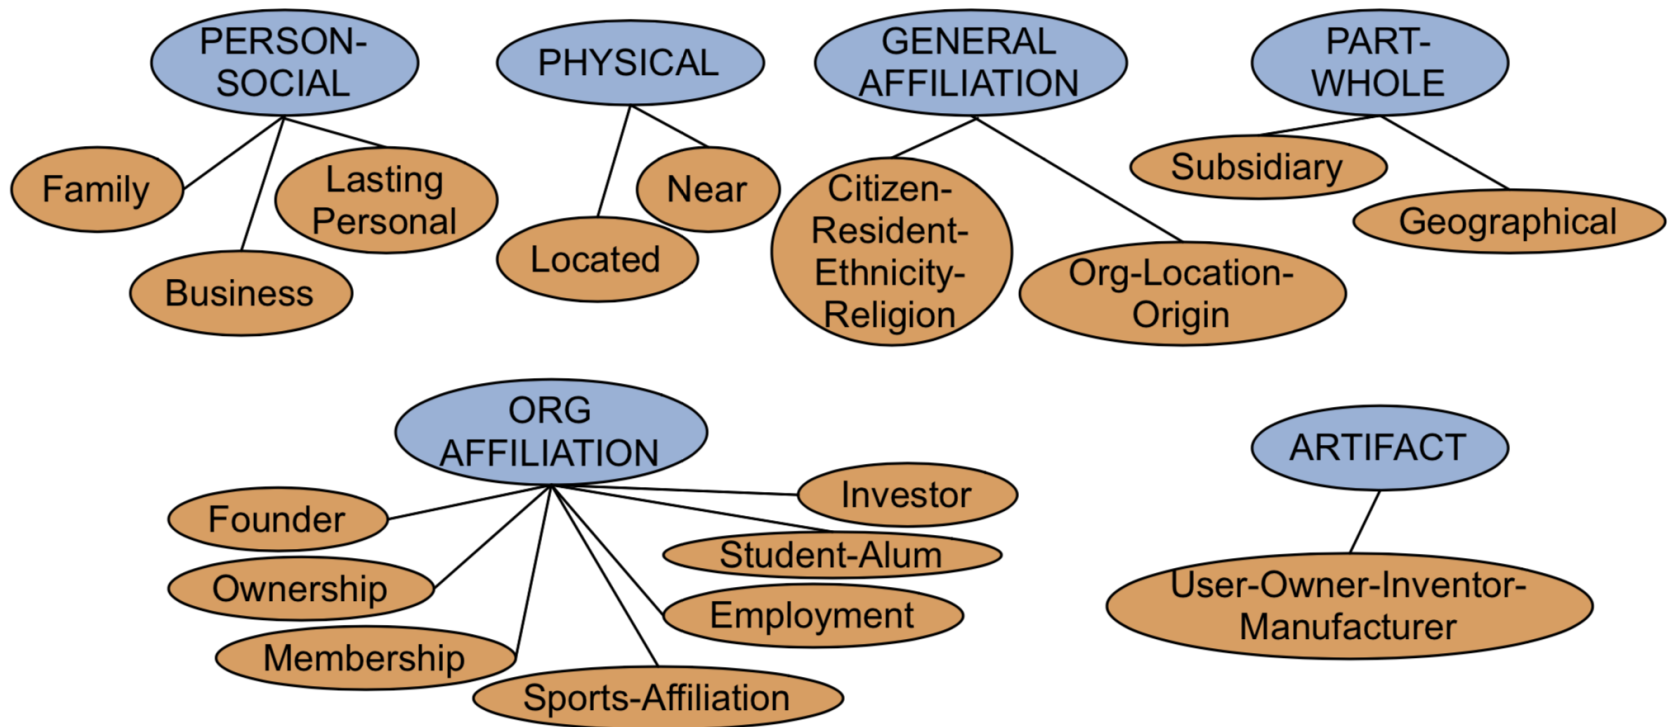 PERSON-
SOCIAL
PHYSICAL
GENERAL
AFFILIATION
PART-
WHOLE
Family
Lasting
Personal
Business
Near
Located
Citizen-
Resident-
Ethnicity-
Religion
Org-Location-
Origin
Subsidiary
Geographical
ORG
AFFILIATION
Founder
Ownership
Membership
Sports-Affiliation
Employment
Student-Alum
Investor
ARTIFACT
User-Owner-Inventor-
Manufacturer